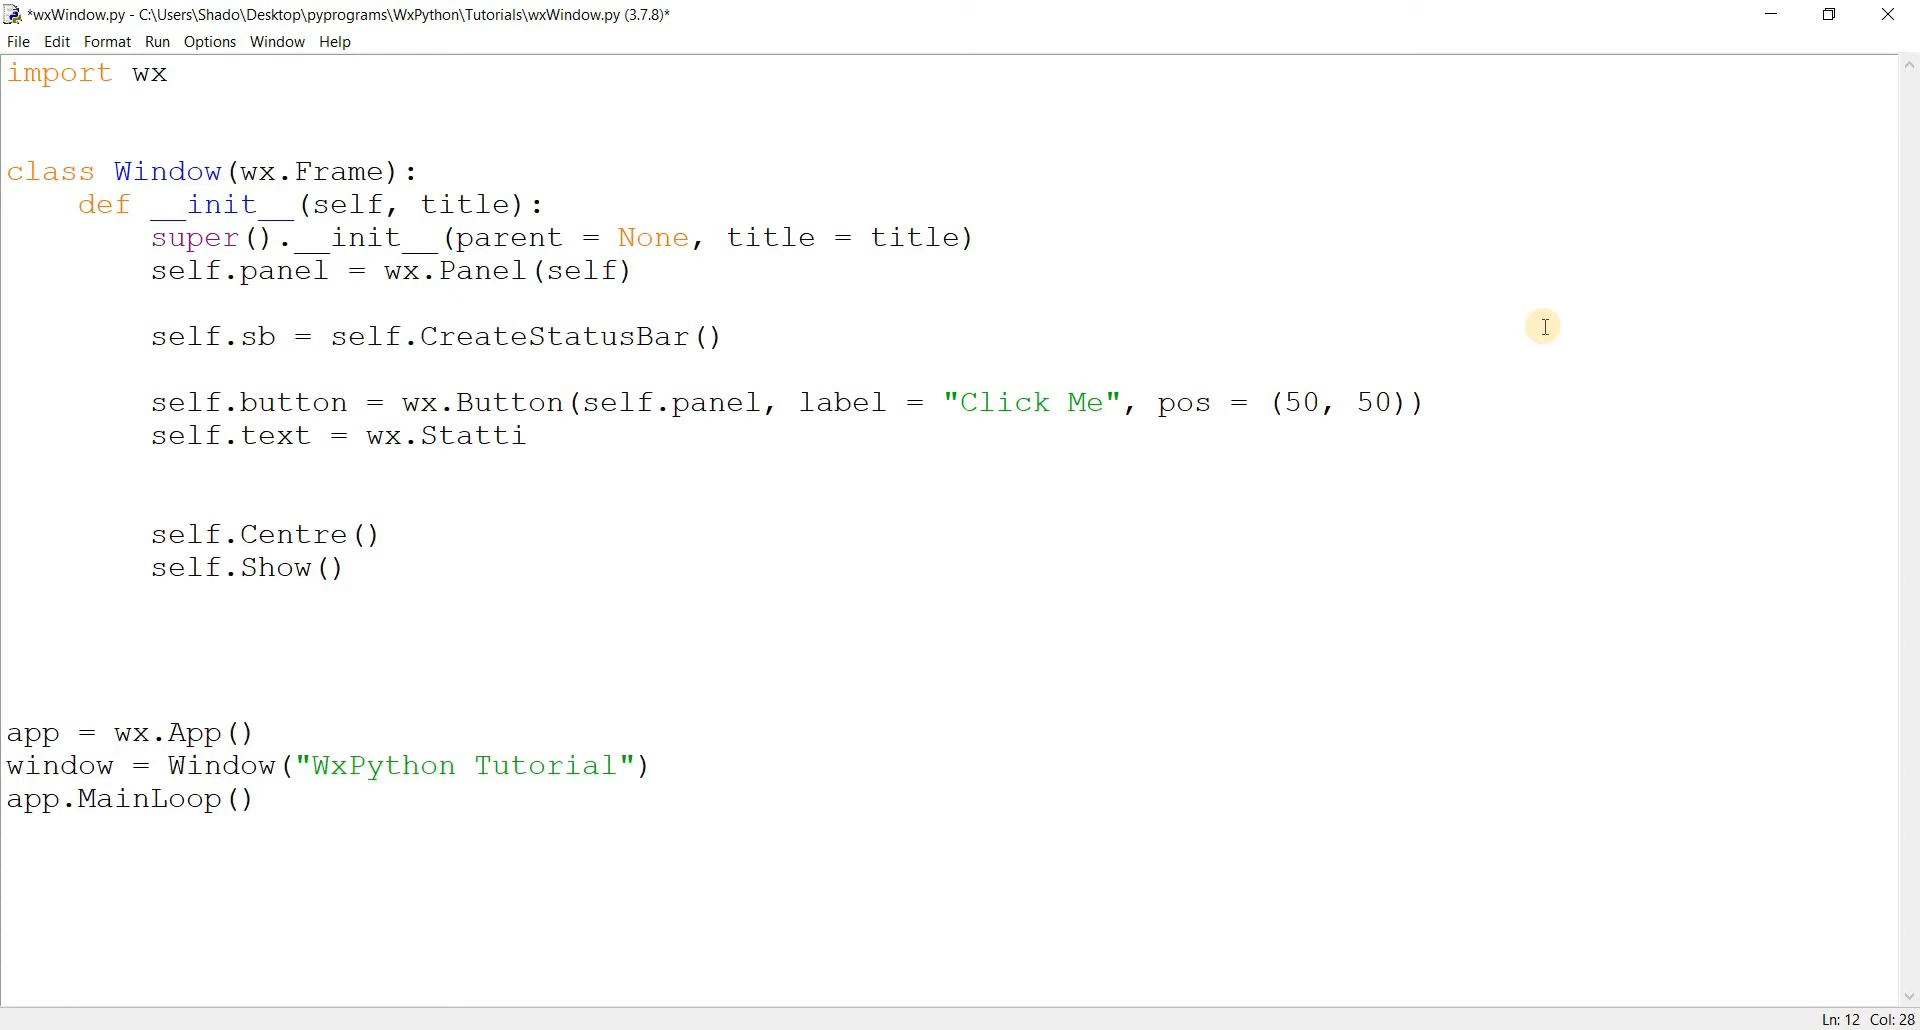 *wxWindow.py - C:\Users\Shado\Desktop\pyprograms\WxPython\Tutorials\wxWindow.py (3.7.8)*
File Edit Format Run Options Window Help
import wx
class Window(wx.Frame):
    def __init__(self, title):
        super().__init__(parent = None, title = title)
        self.panel = wx.Panel(self)
        self.sb = self.CreateStatusBar()
        self.button = wx.Button(self.panel, label = "Click Me", pos = (50, 50))
        self.text = wx.Statti
        self.Centre()
        self.Show()
app = wx.App()
window = Window("WxPython Tutorial")
app.MainLoop()
Ln: 12 Col: 28